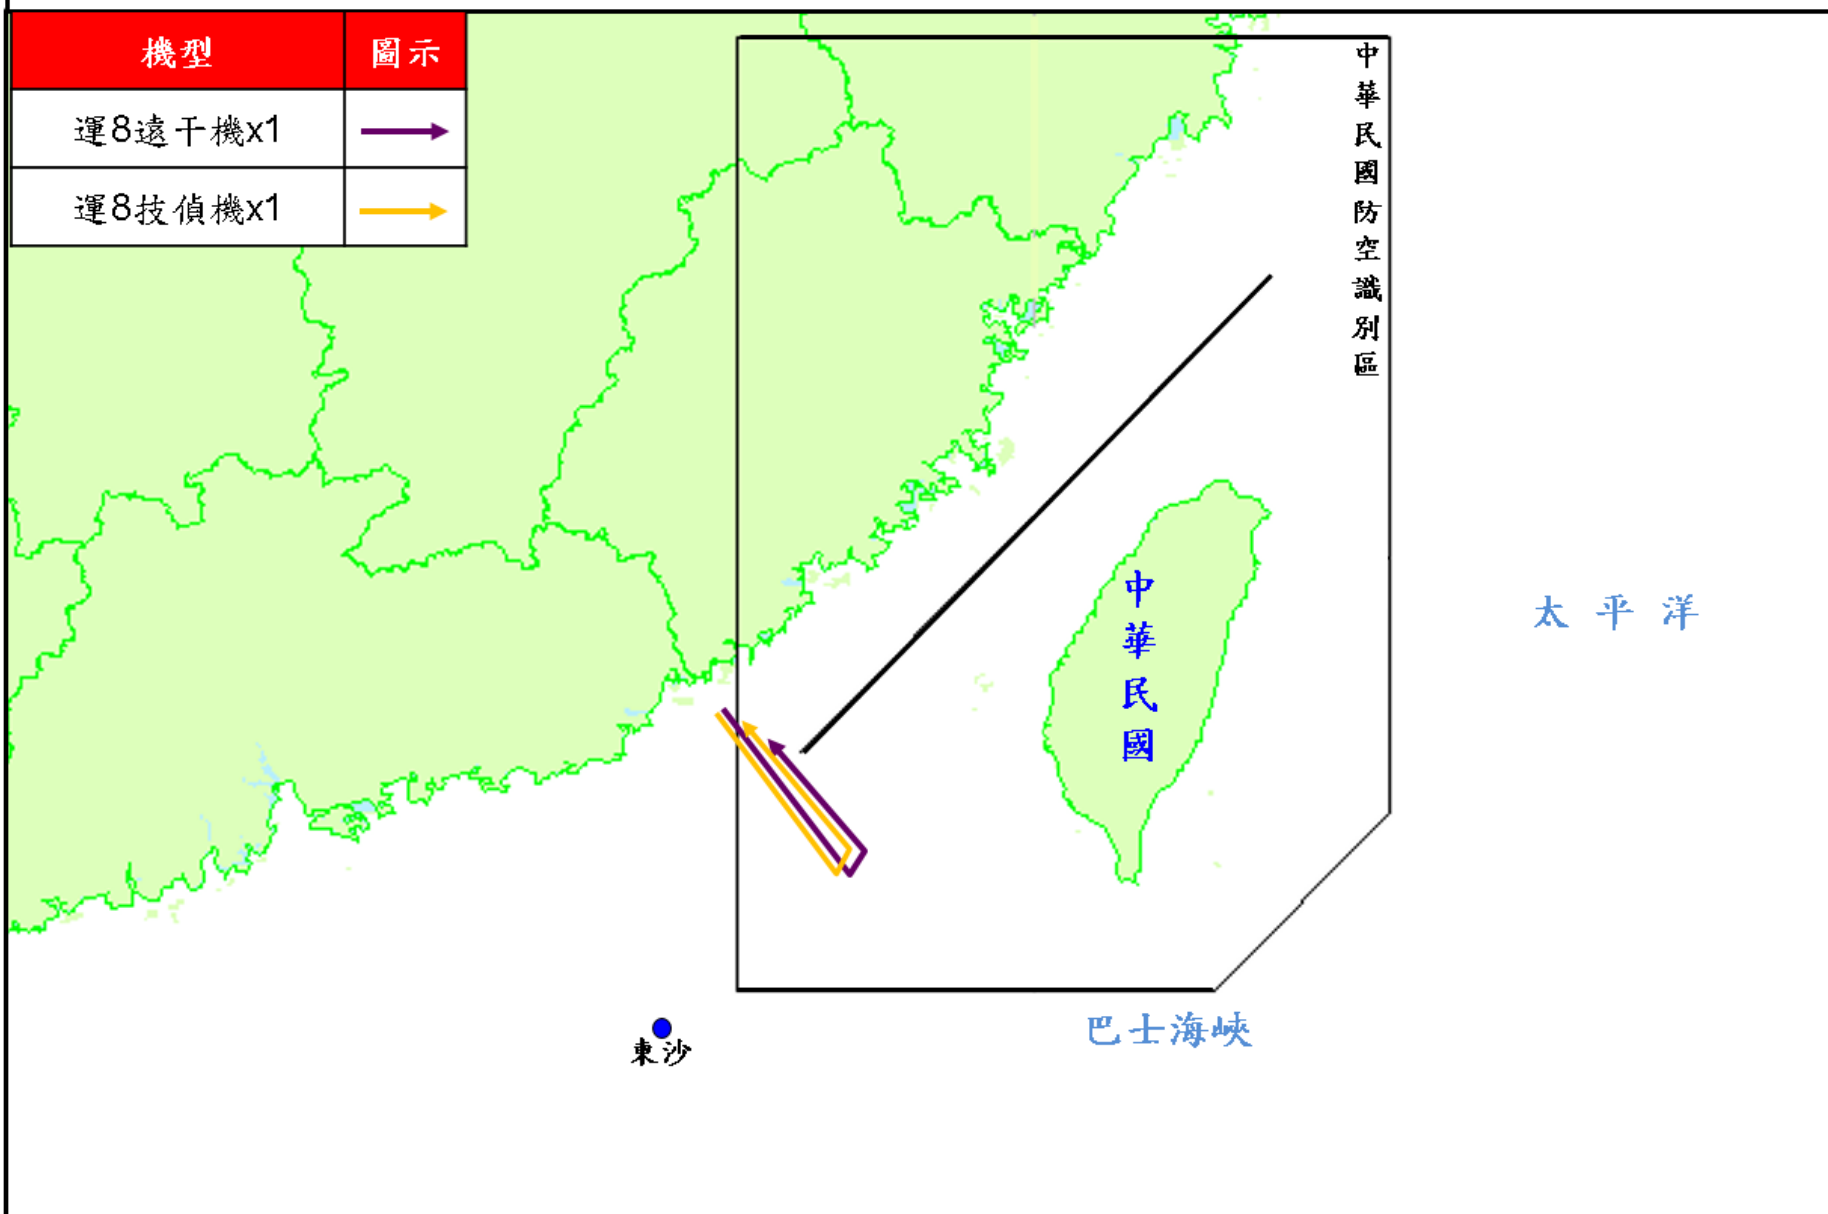 機型 圖示
運8遠干機x1
運8技偵機x1
中華民國防空識別區
中華民國
太平洋
東沙
巴士海峽